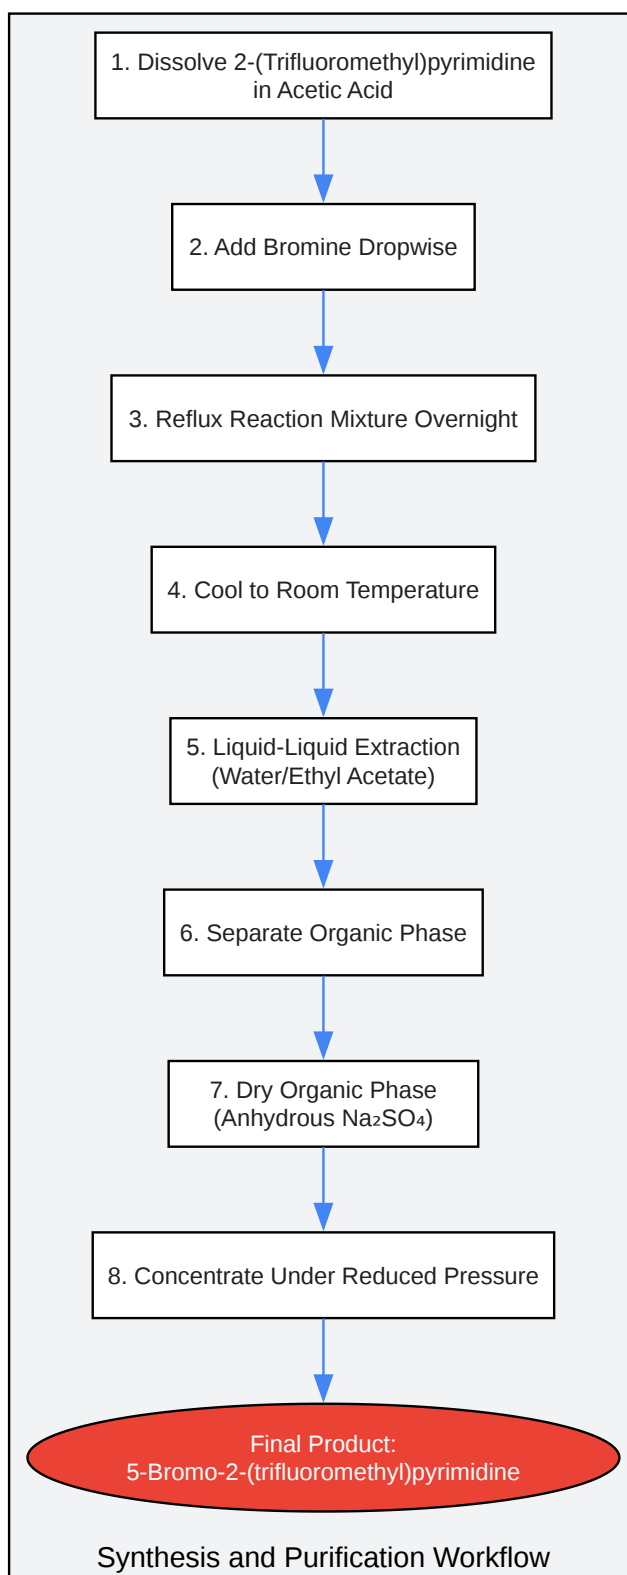 1. Dissolve 2-(Trifluoromethyl)pyrimidine
in Acetic Acid
2. Add Bromine Dropwise
3. Reflux Reaction Mixture Overnight
4. Cool to Room Temperature
5. Liquid-Liquid Extraction
(Water/Ethyl Acetate)
6. Separate Organic Phase
7. Dry Organic Phase
(Anhydrous Na₂SO₄)
8. Concentrate Under Reduced Pressure
Final Product:
5-Bromo-2-(trifluoromethyl)pyrimidine
Synthesis and Purification Workflow